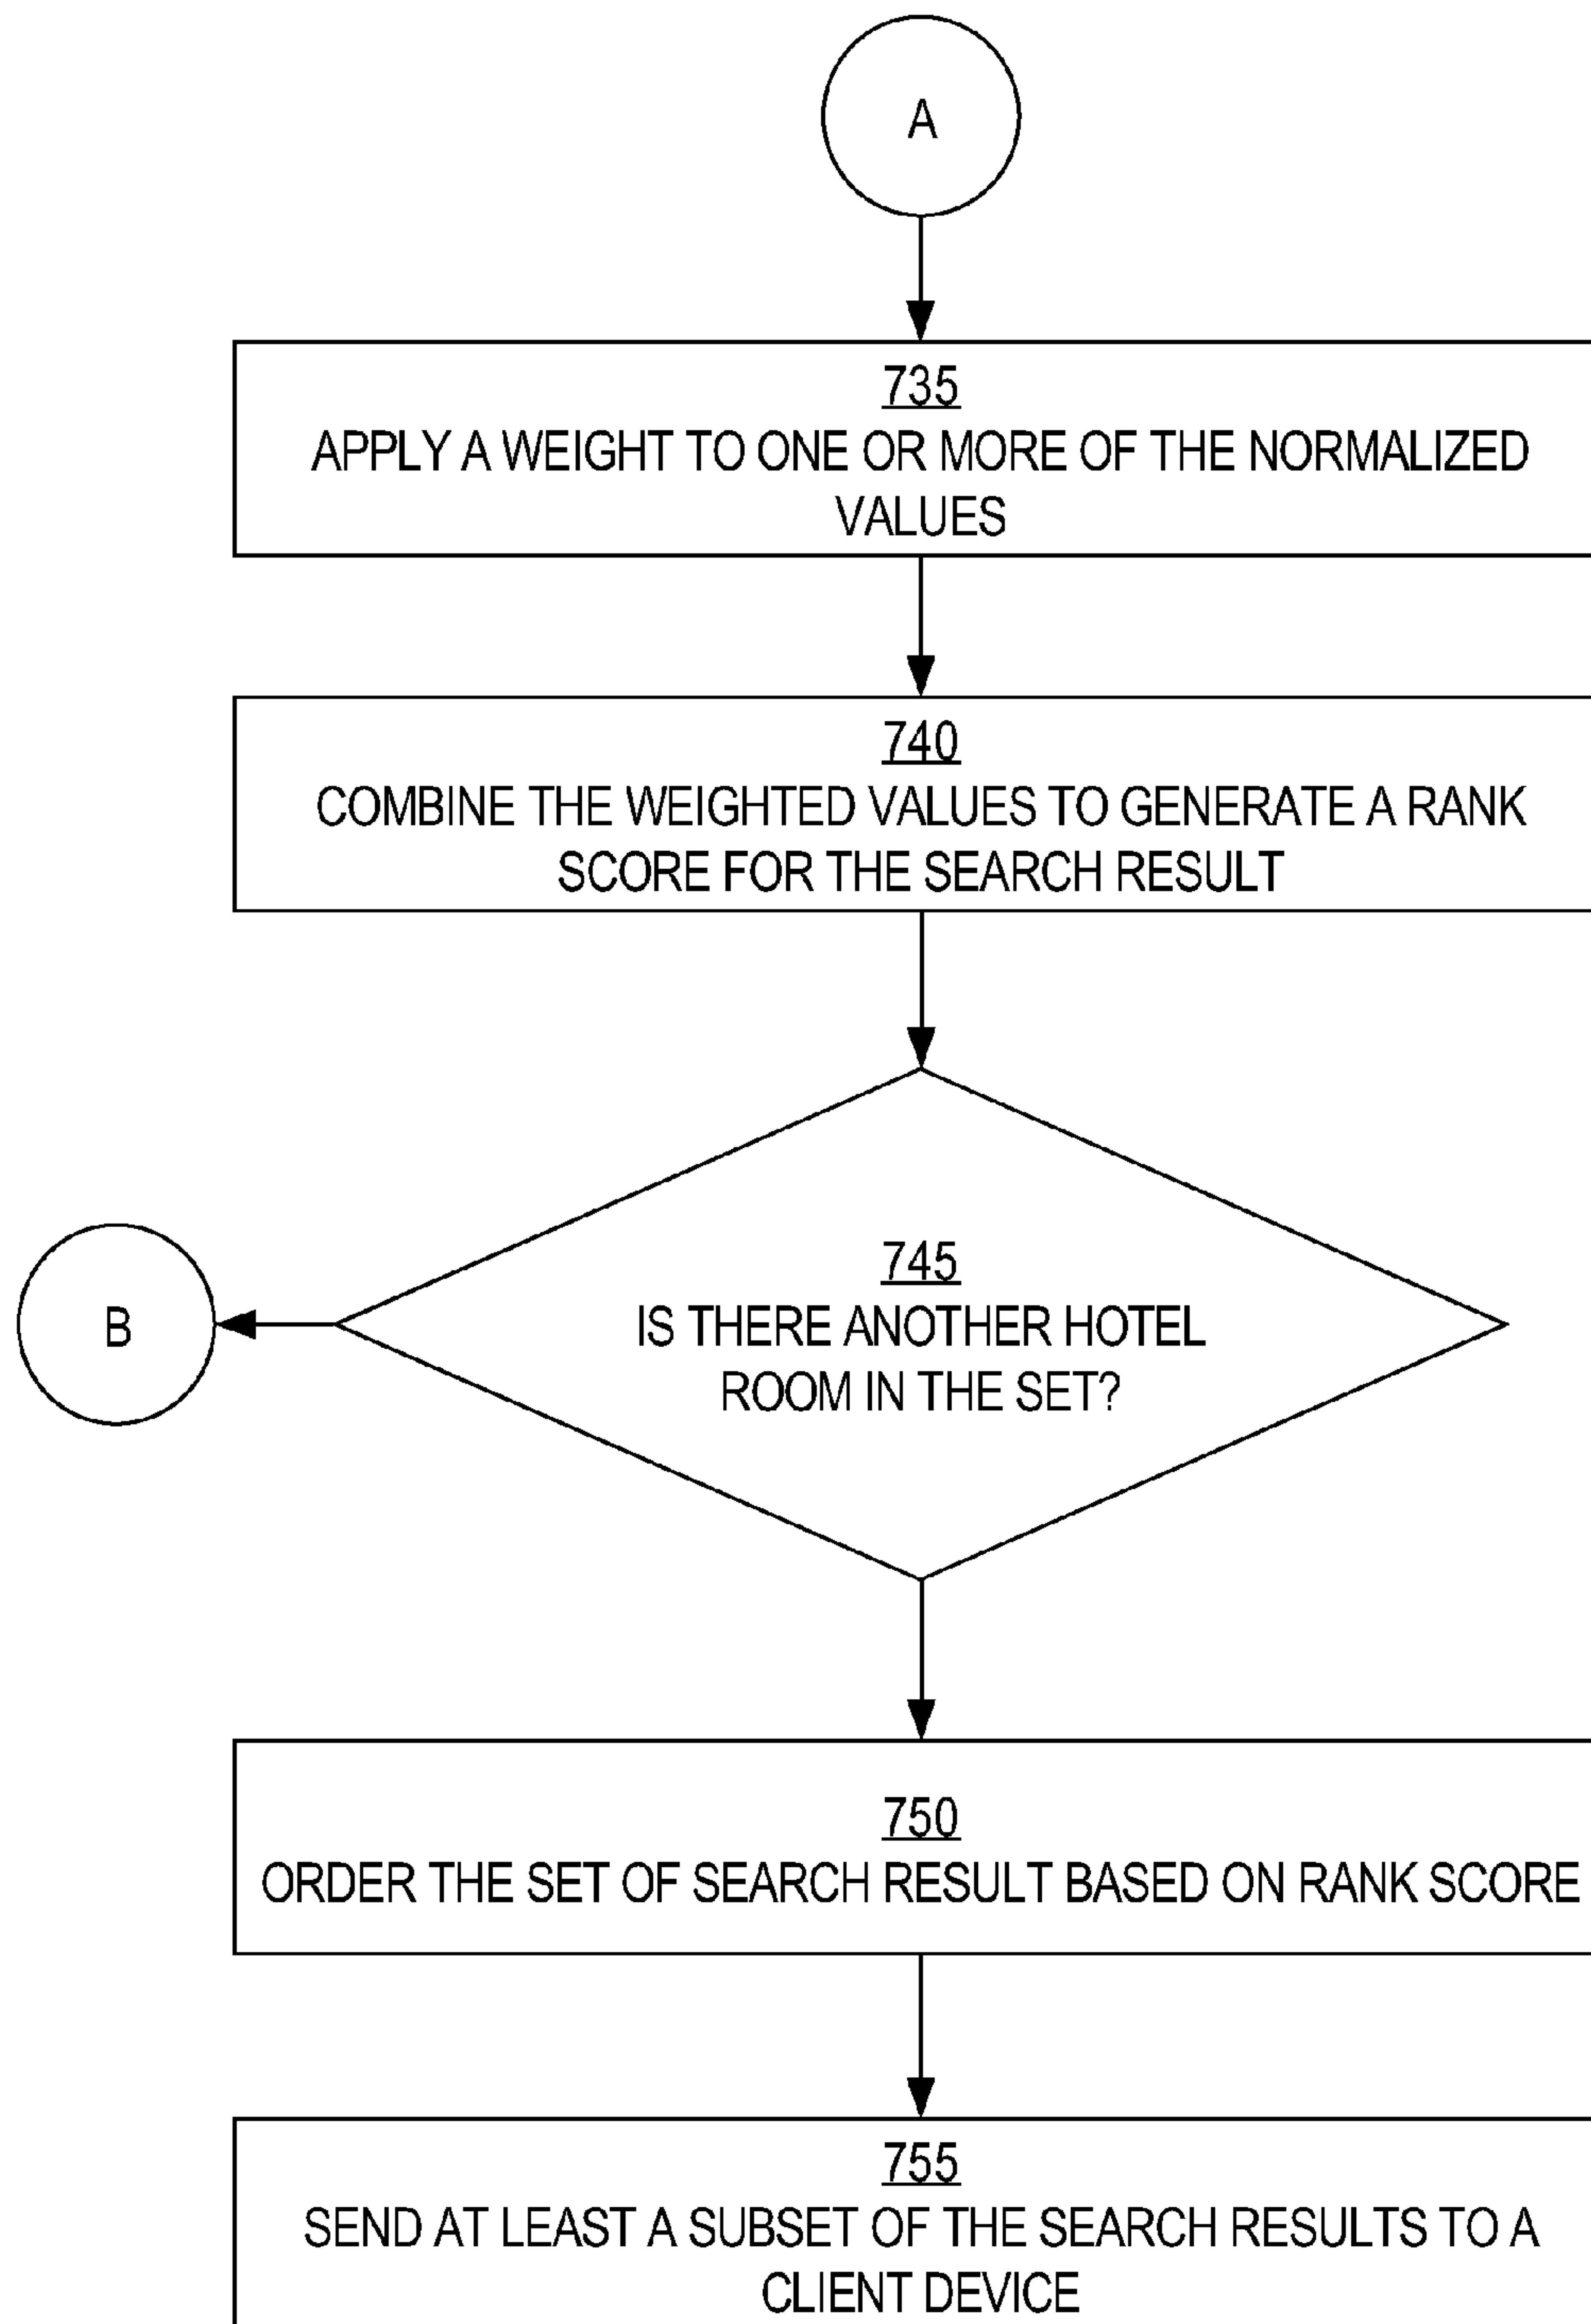 A
735
APPLY A WEIGHT TO ONE OR MORE OF THE NORMALIZED
VALUES
740
COMBINE THE WEIGHTED VALUES TO GENERATE A RANK
SCORE FOR THE SEARCH RESULT
745
IS THERE ANOTHER HOTEL
ROOM IN THE SET?
B
750
ORDER THE SET OF SEARCH RESULT BASED ON RANK SCORE
755
SEND AT LEAST A SUBSET OF THE SEARCH RESULTS TO A
CLIENT DEVICE